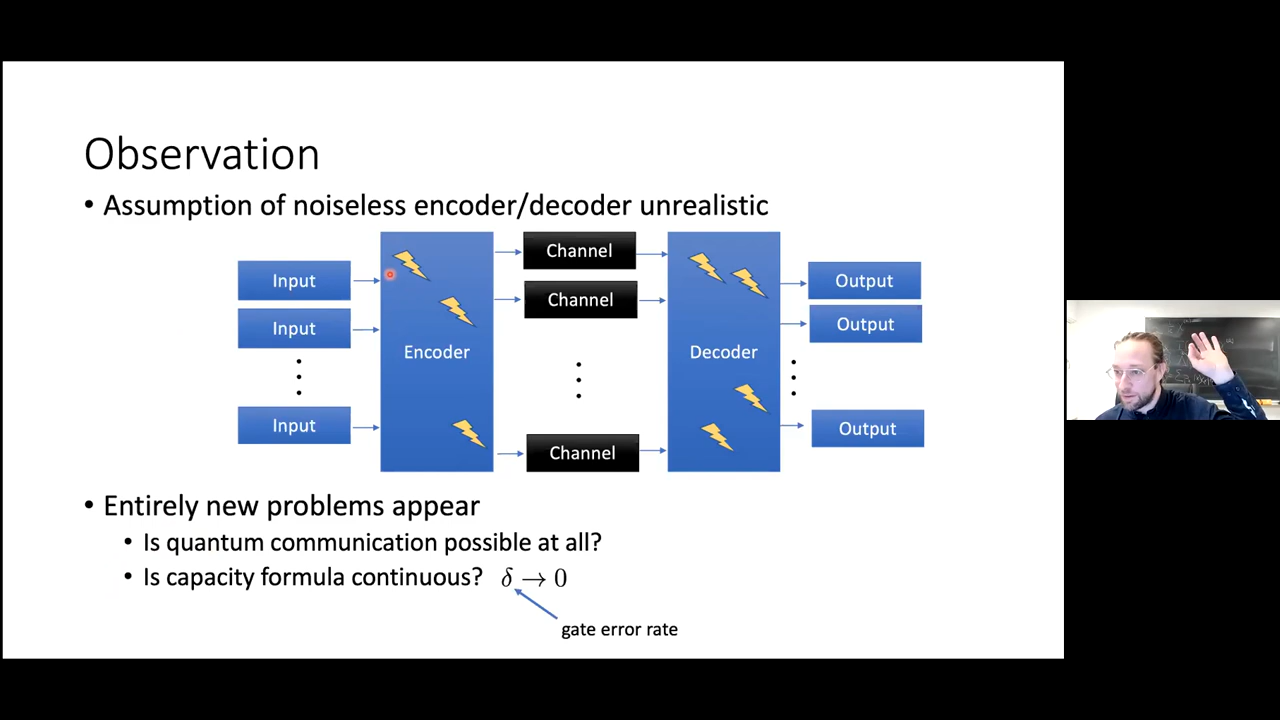 Observation
• Assumption of noiseless encoder/decoder unrealistic
Input
Input
Input
Encoder
Channel
Channel
Channel
Decoder
Output
Output
Output
• Entirely new problems appear
• Is quantum communication possible at all?
• Is capacity formula continuous? δ → 0
gate error rate